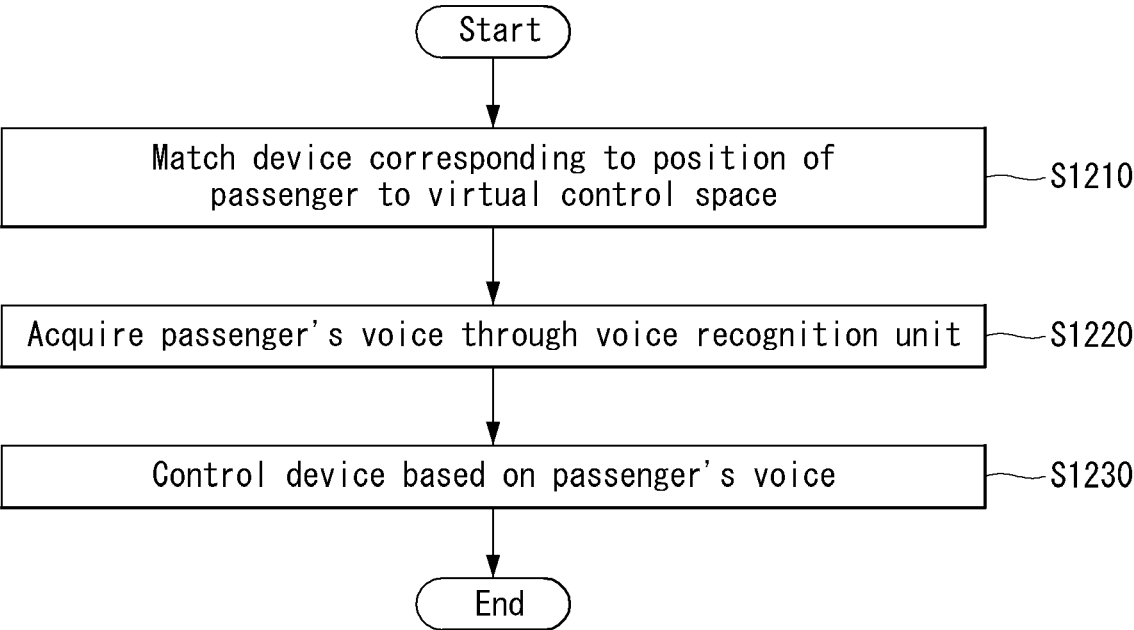 Start
Match device corresponding to position of
passenger to virtual control space
S1210
Acquire passenger's voice through voice recognition unit
S1220
Control device based on passenger's voice
S1230
End